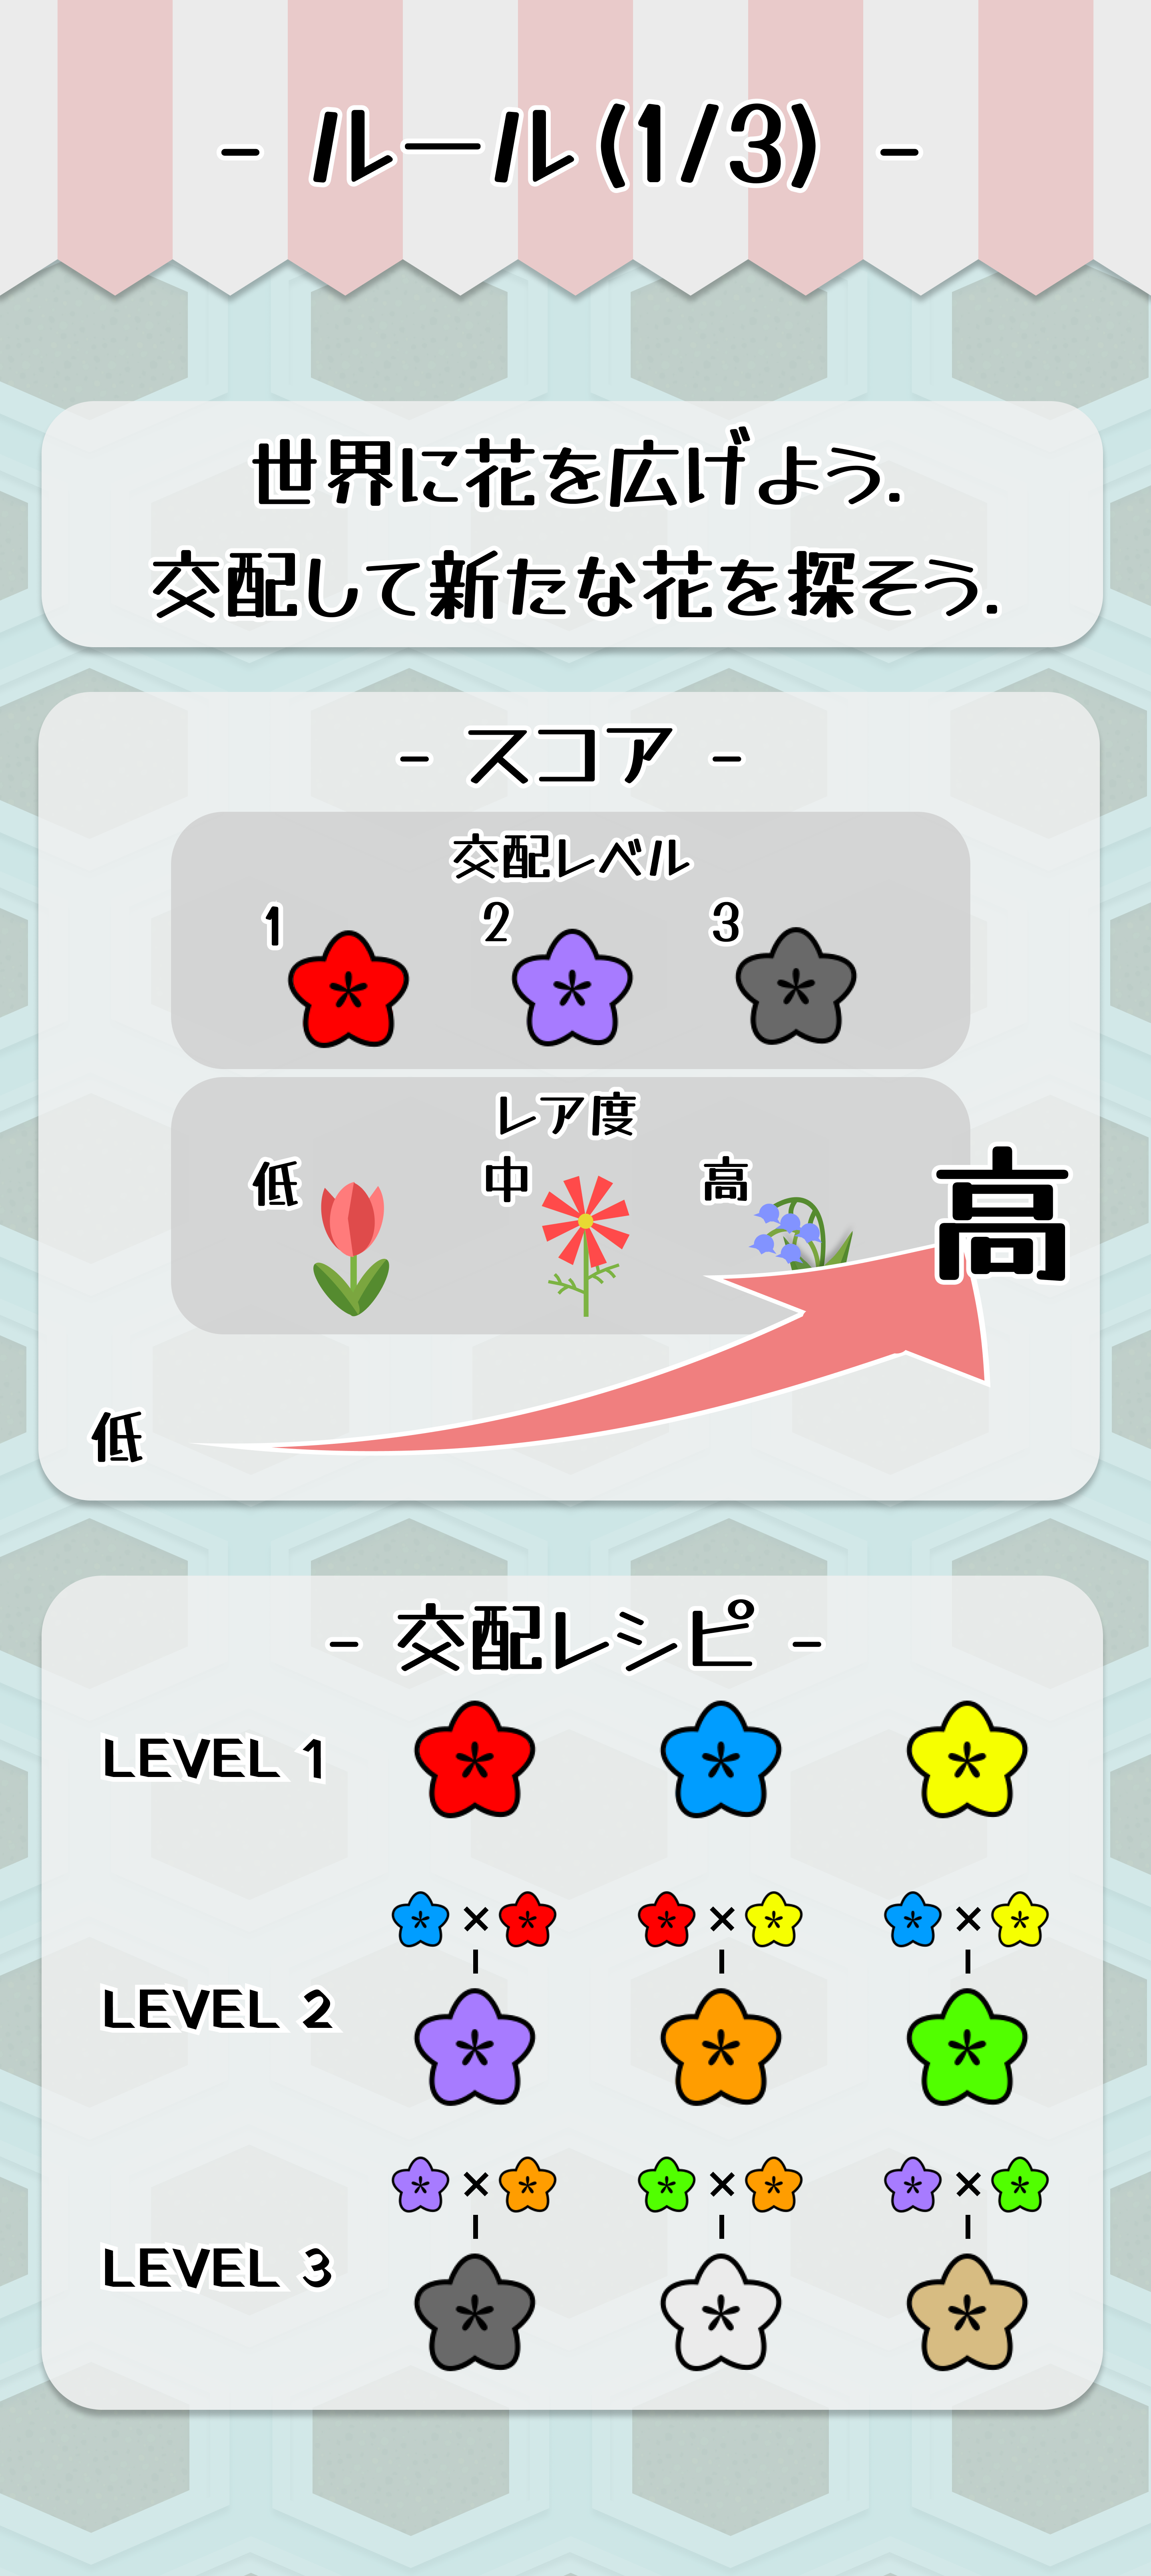 - ルール(1/3) -
世界に花を広げよう.
交配して新たな花を探そう.
- スコア -
交配レベル
1 2 3
レア度
低 中 高
高
低
- 交配レシピ -
LEVEL 1
× × ×
LEVEL 2
× × ×
LEVEL 3